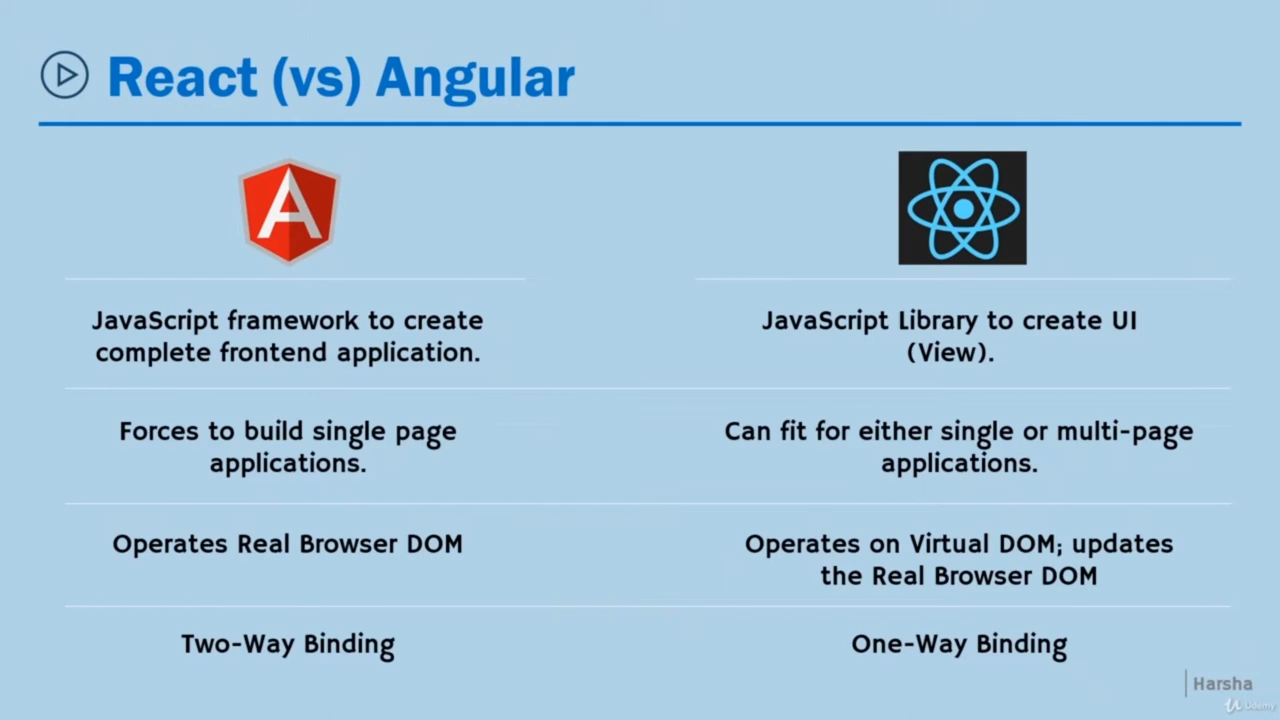 React (vs) Angular
A
JavaScript framework to create
complete frontend application.
JavaScript Library to create UI
(View).
Forces to build single page
applications.
Can fit for either single or multi-page
applications.
Operates Real Browser DOM
Operates on Virtual DOM; updates
the Real Browser DOM
Two-Way Binding
One-Way Binding
Harsha
Udemy